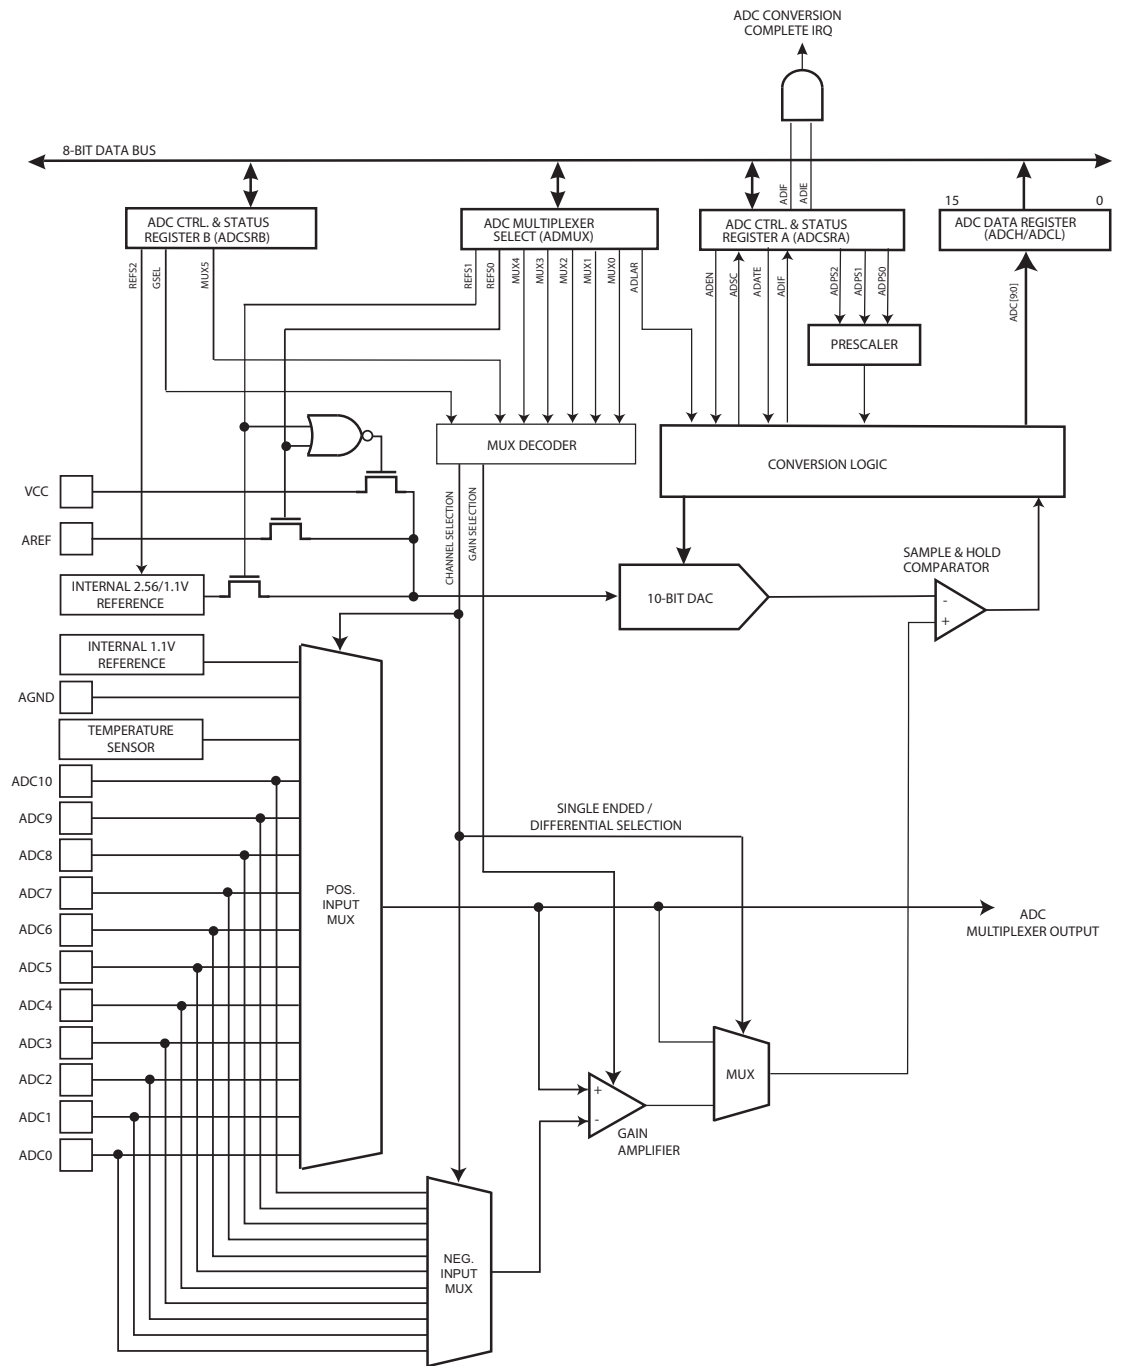 ADC CONVERSION
COMPLETE IRQ
8-BIT DATA BUS
ADIF
ADIE
15
0
ADC CTRL. & STATUS
REGISTER B (ADCSRB)
ADC MULTIPLEXER
SELECT (ADMUX)
ADC CTRL. & STATUS
REGISTER A (ADCSRA)
ADC DATA REGISTER
(ADCH/ADCL)
REFS2
GSEL
MUX5
REFS1
REFS0
MUX4
MUX3
MUX2
MUX1
MUX0
ADLAR
ADEN
ADSC
ADATE
ADIF
ADPS2
ADPS1
ADPS0
ADC[9:0]
PRESCALER
MUX DECODER
CONVERSION LOGIC
VCC
AREF
CHANNEL SELECTION
GAIN SELECTION
INTERNAL 2.56/1.1V
REFERENCE
10-BIT DAC
SAMPLE & HOLD
COMPARATOR
-
+
INTERNAL 1.1V
REFERENCE
AGND
TEMPERATURE
SENSOR
ADC10
ADC9
ADC8
ADC7
ADC6
ADC5
ADC4
ADC3
ADC2
ADC1
ADC0
SINGLE ENDED /
DIFFERENTIAL SELECTION
POS.
INPUT
MUX
ADC
MULTIPLEXER OUTPUT
MUX
+
-
GAIN
AMPLIFIER
NEG.
INPUT
MUX